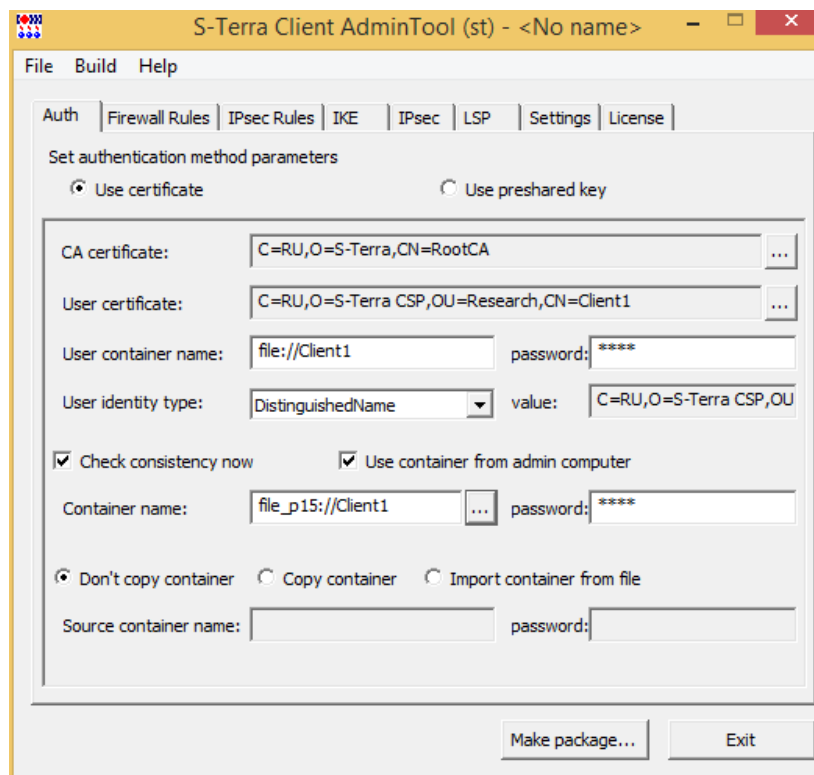 S-Terra Client AdminTool (st) - <No name>
File Build Help
Auth Firewall Rules IPsec Rules IKE IPsec LSP Settings License
Set authentication method parameters
Use certificate Use preshared key
CA certificate: C=RU,O=S-Terra,CN=RootCA ...
User certificate: C=RU,O=S-Terra CSP,OU=Research,CN=Client1 ...
User container name: file://Client1 password: ****
User identity type: DistinguishedName value: C=RU,O=S-Terra CSP,OU
Check consistency now Use container from admin computer
Container name: file_p15://Client1 ... password: ****
Don't copy container Copy container Import container from file
Source container name: password:
Make package... Exit